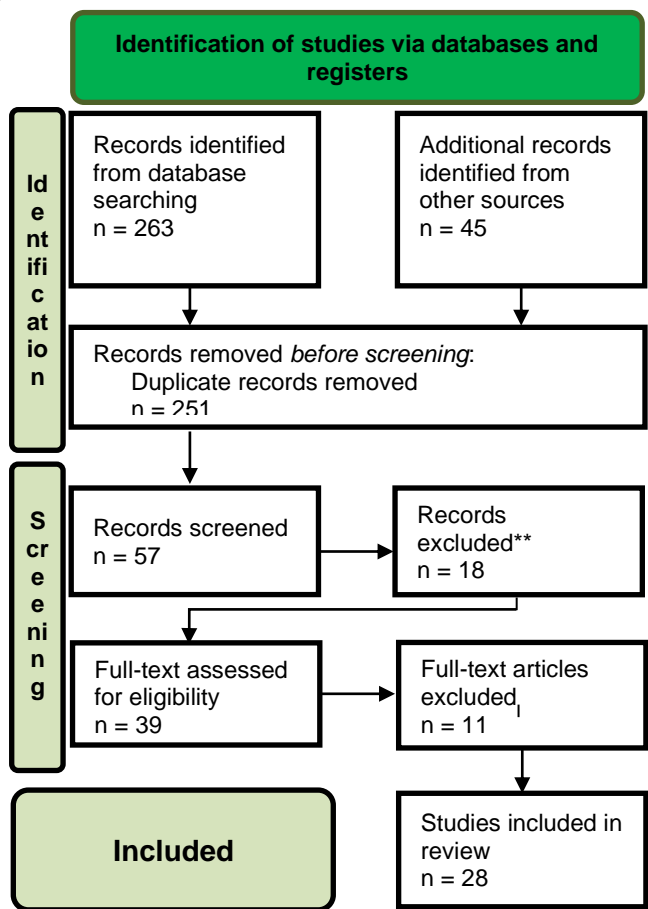 Identification of studies via databases and
registers
Id
e
nt
ifi
c
at
io
n
Records identified
from database
searching
n = 263
Additional records
identified from
other sources
n = 45
Records removed before screening:
Duplicate records removed
n = 251
S
cr
e
e
ni
n
g
Records screened
n = 57
Records
excluded**
n = 18
Full-text assessed
for eligibility
n = 39
Full-text articles
excluded
n = 11
Included
Studies included in
review
n = 28